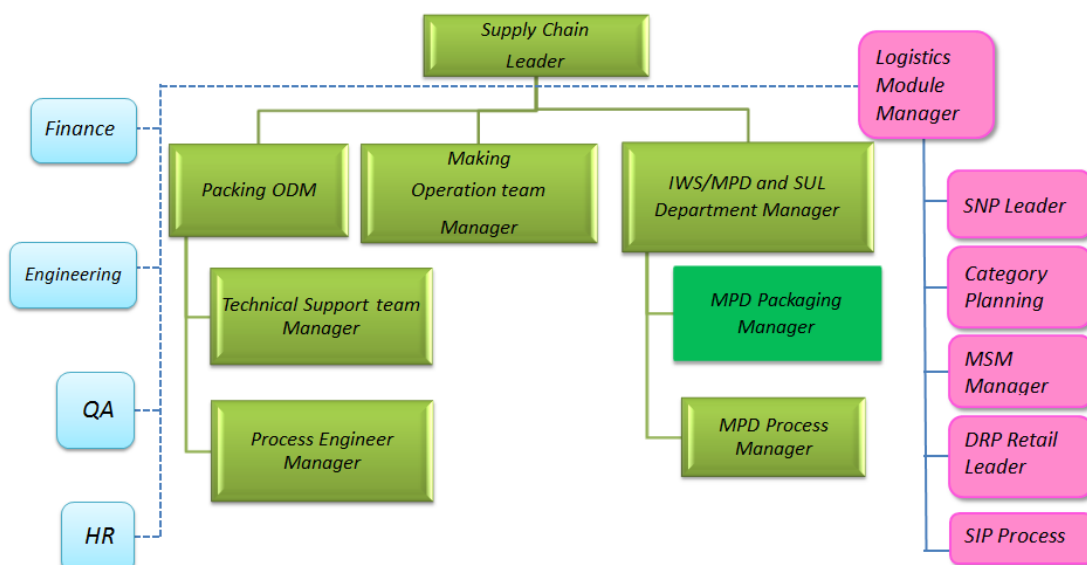 Supply Chain
Leader
Logistics
Module
Manager
Finance
Packing ODM
Making
Operation team
Manager
IWS/MPD and SUL
Department Manager
SNP Leader
Engineering
Technical Support team
Manager
MPD Packaging
Manager
Category
Planning
MSM
Manager
QA
Process Engineer
Manager
MPD Process
Manager
DRP Retail
Leader
HR
SIP Process